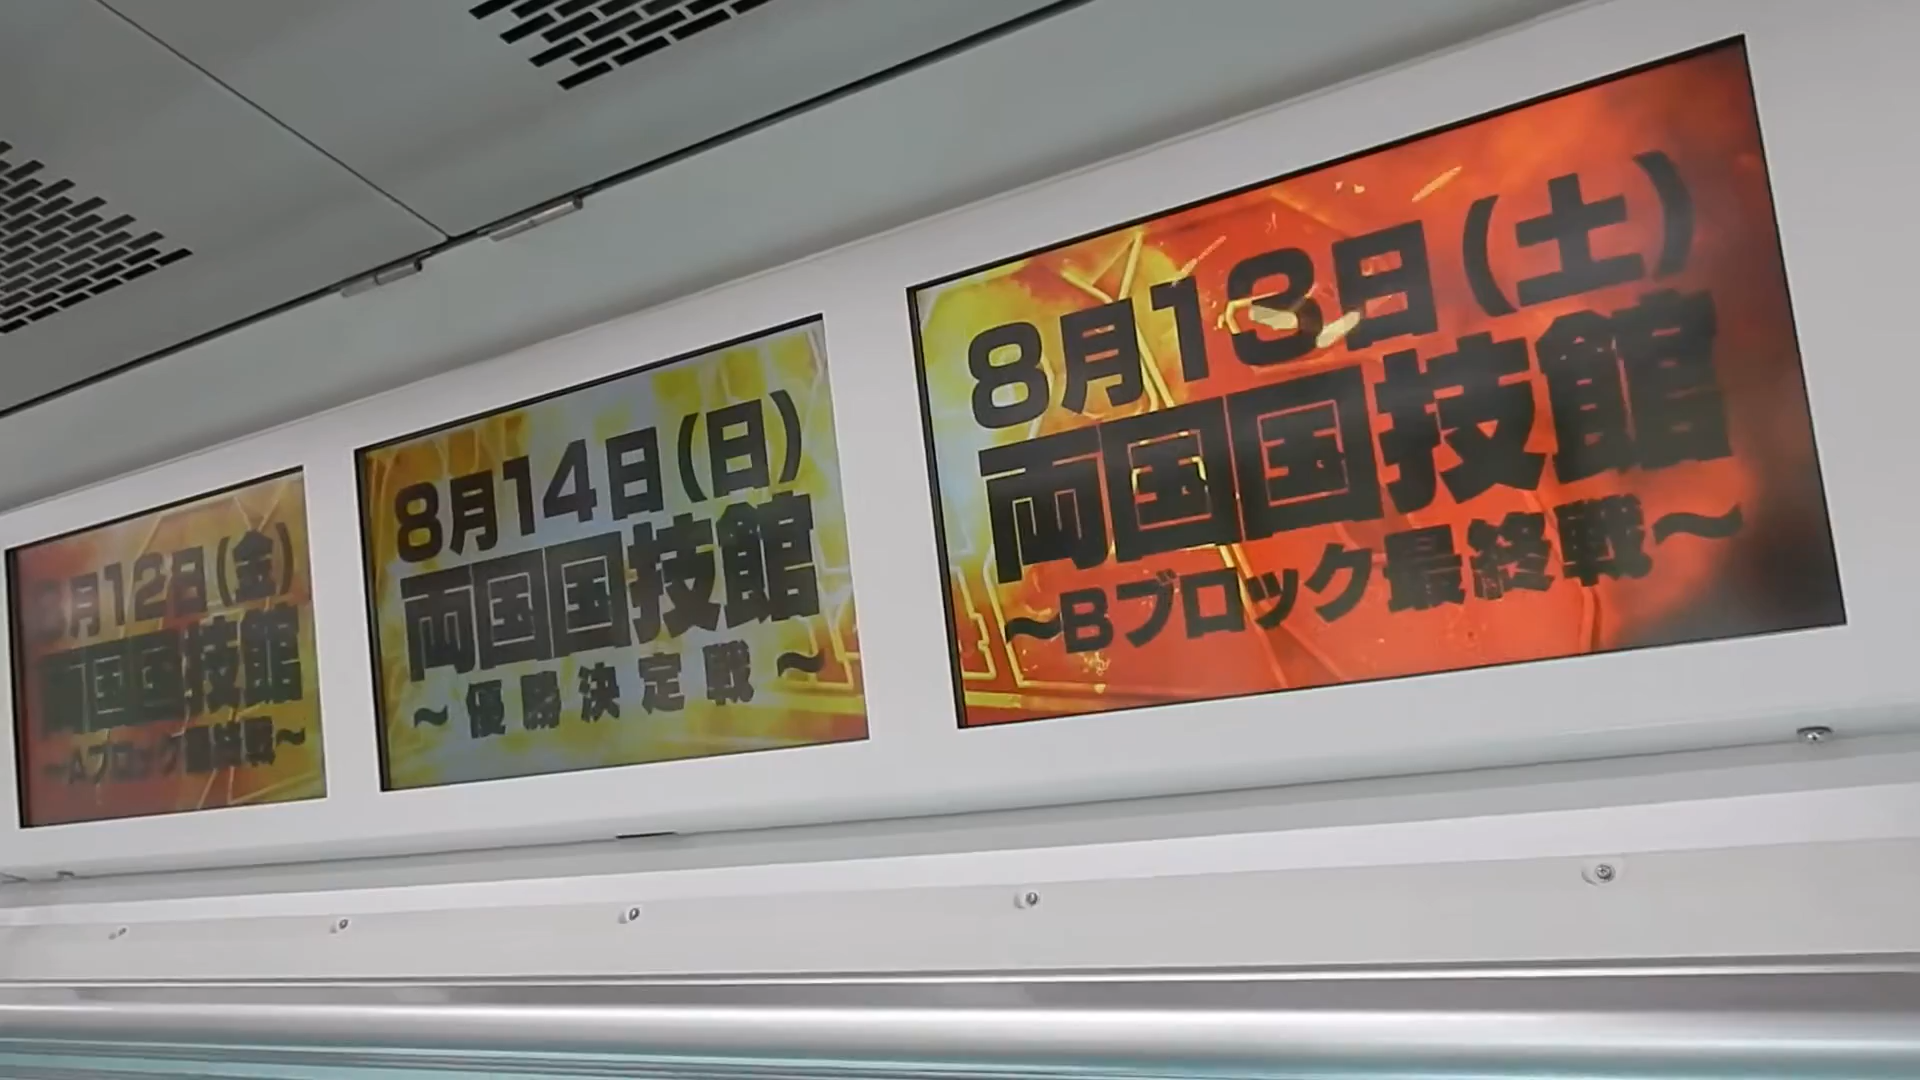 8月12日(金)
両国国技館
~Aブロック最終戦~
8月14日(日)
両国国技館
~優勝決定戦~
8月13日(土)
両国国技館
~Bブロック最終戦~